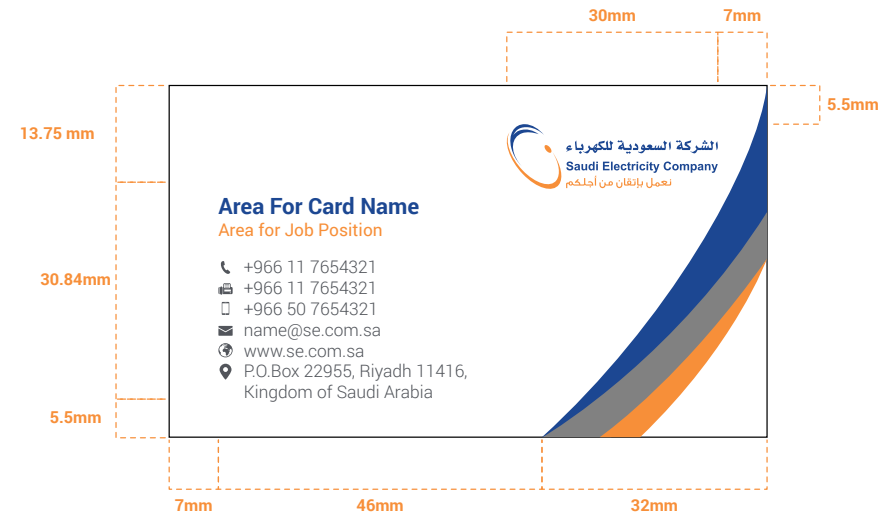 30mm
7mm
5.5mm
13.75 mm
الشركة السعودية للكهرباء
Saudi Electricity Company
نعمل بإتقان من أجلكم
Area For Card Name
Area for Job Position
+966 11 7654321
+966 11 7654321
+966 50 7654321
name@se.com.sa
www.se.com.sa
P.O.Box 22955, Riyadh 11416,
Kingdom of Saudi Arabia
30.84mm
5.5mm
7mm
46mm
32mm